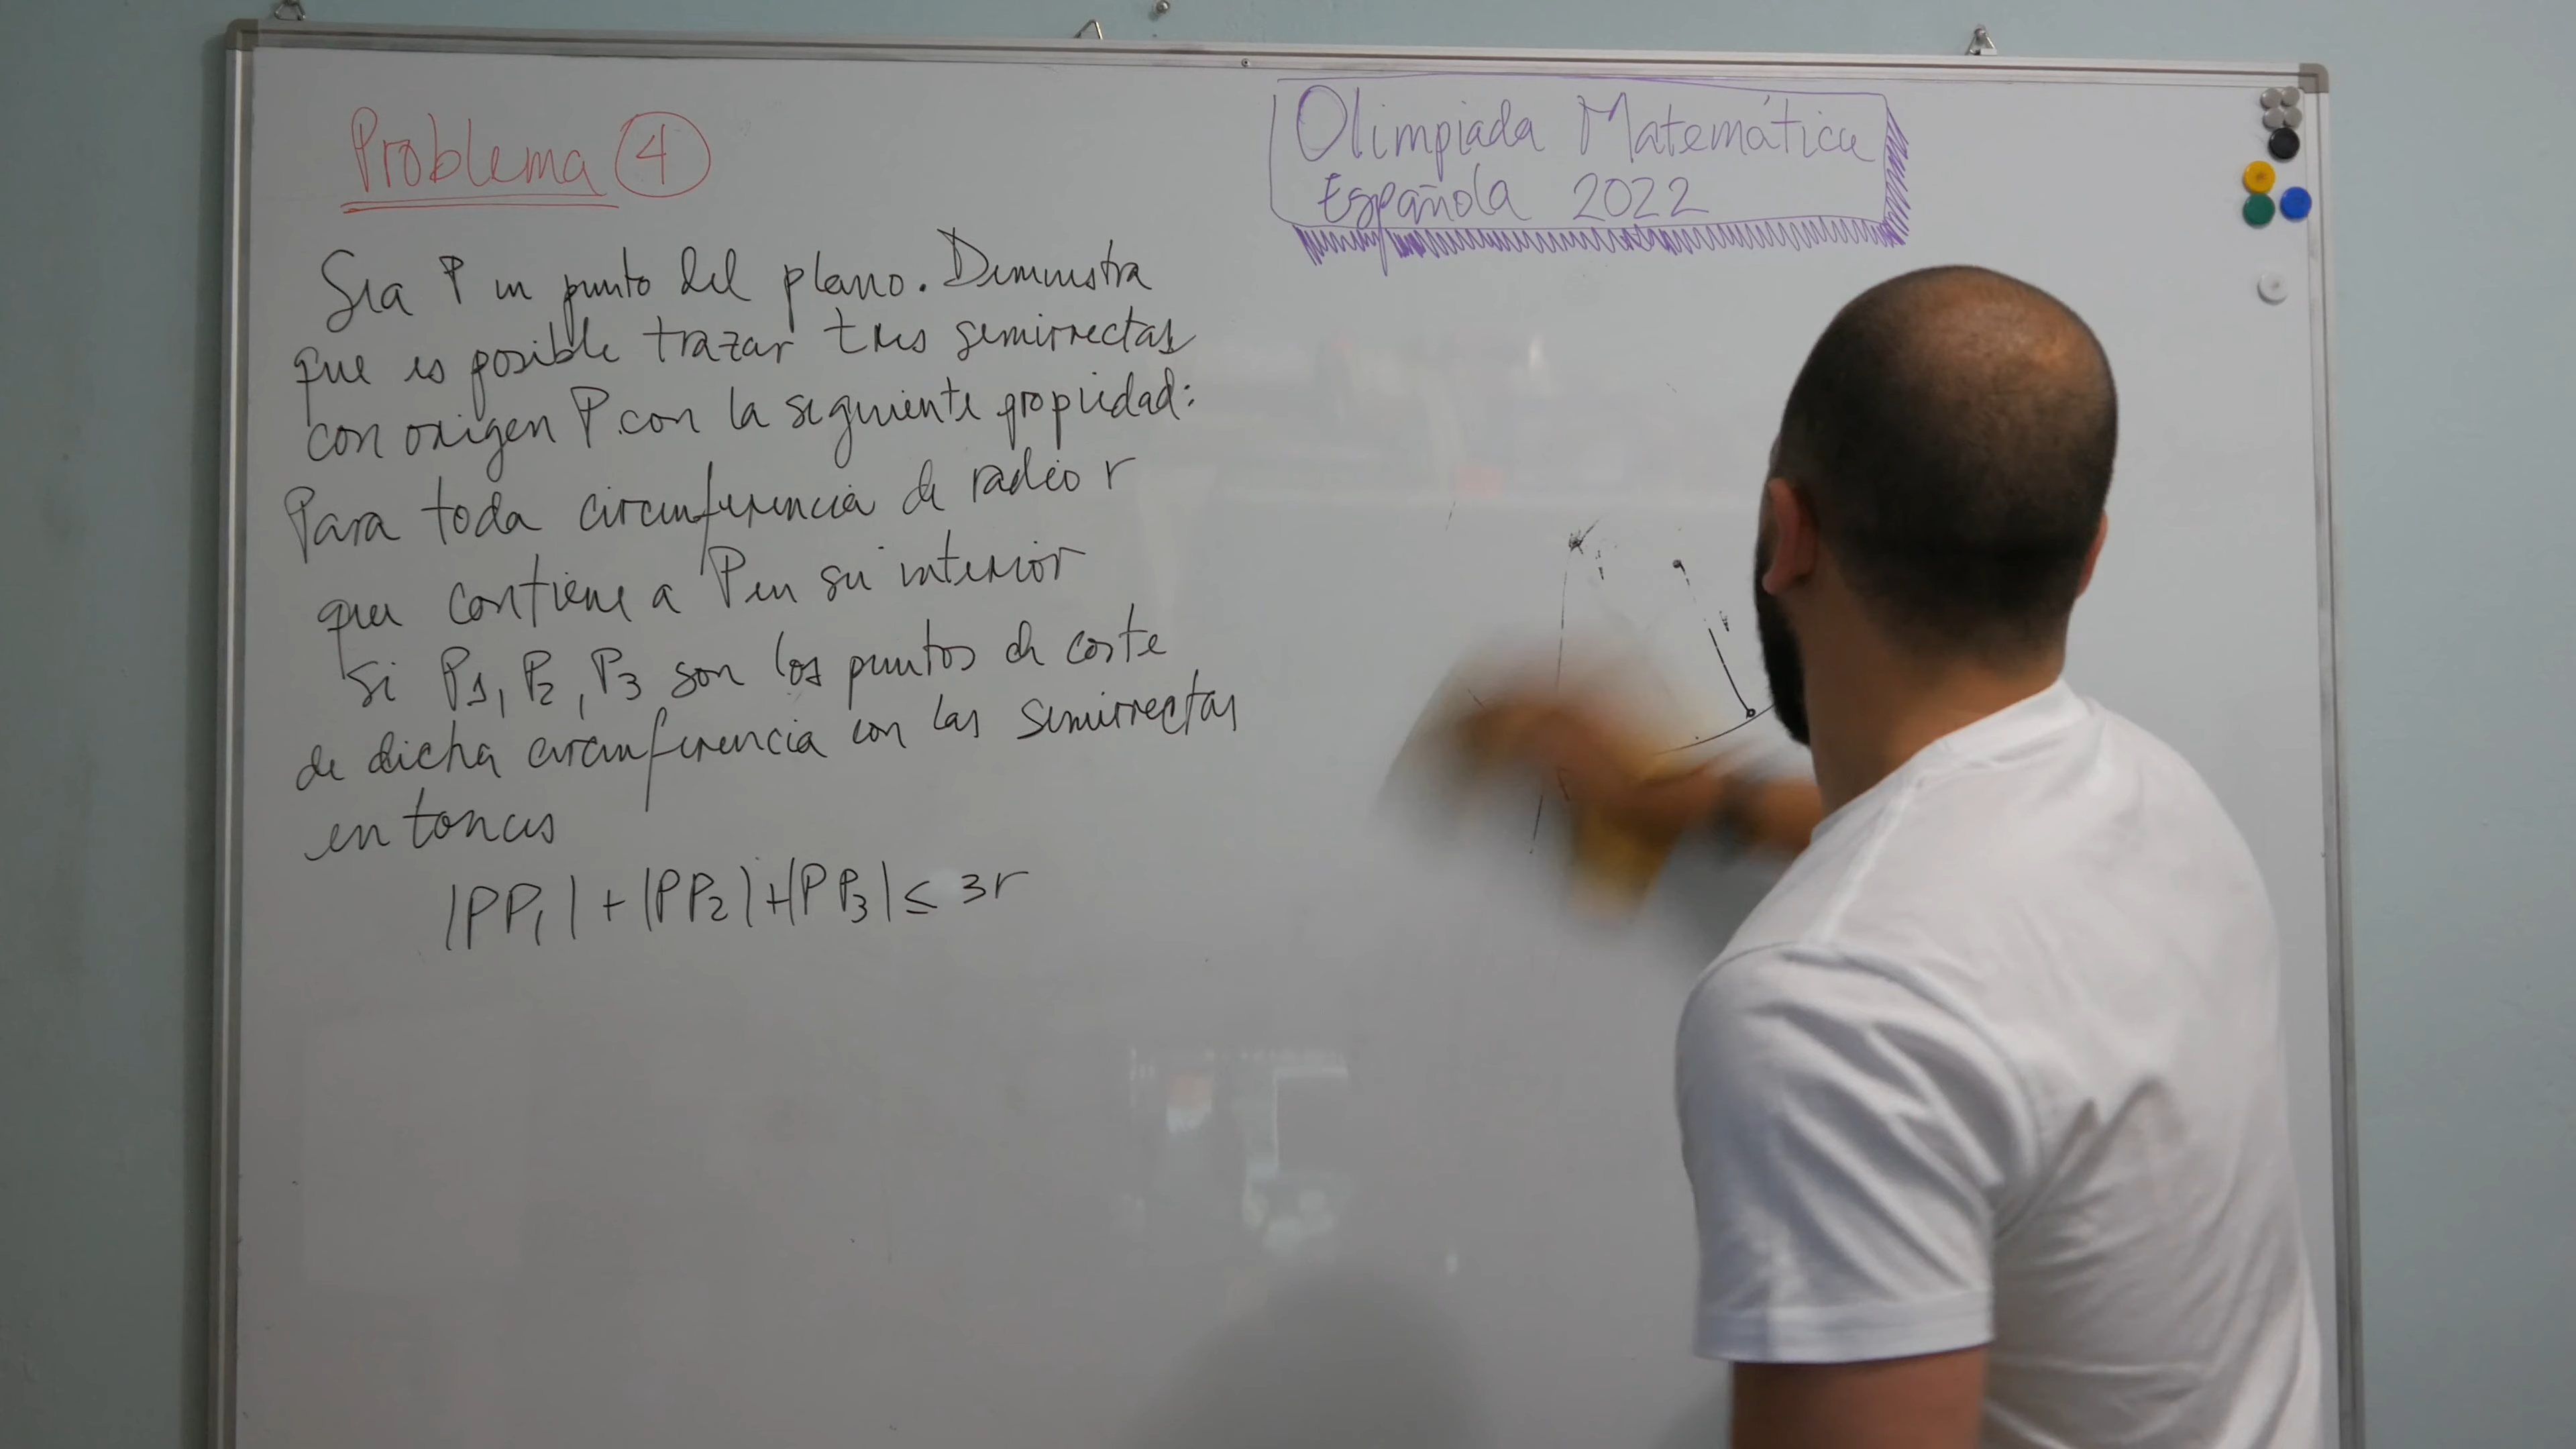 Problema 4
Olimpiada Matemática
Española 2022
Sea P un punto del plano. Demuestra
que es posible trazar tres semirrectas
con origen P con la siguiente propiedad:
Para toda circunferencia de radio r
que contiene a P en su interior
si P1, P2, P3 son los puntos de corte
de dicha circunferencia con las semirrectas
entonces
|PP1| + |PP2| + |PP3| ≤ 3r